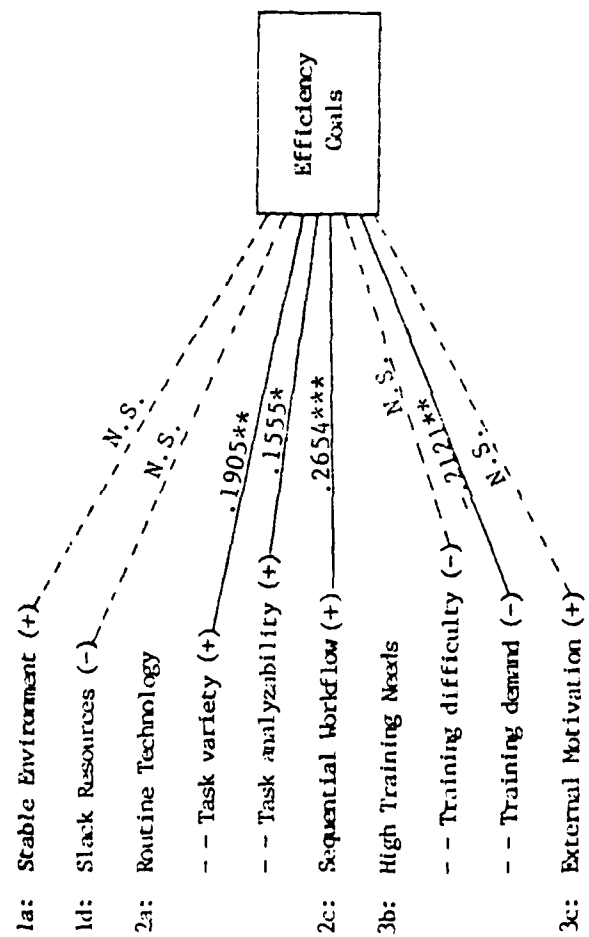 1a: Stable Environment (+)
N.S.
1d: Slack Resources (-)
N.S.
2a: Routine Technology
-- Task variety (+)
.1905**
-- Task analyzability (+)
.1555*
2c: Sequential Workflow (+)
.2654***
3b: High Training Needs
-- Training difficulty (-)
N.S.
-- Training demand (-)
-.2121**
3c: External Motivation (+)
N.S.
Efficiency
Goals